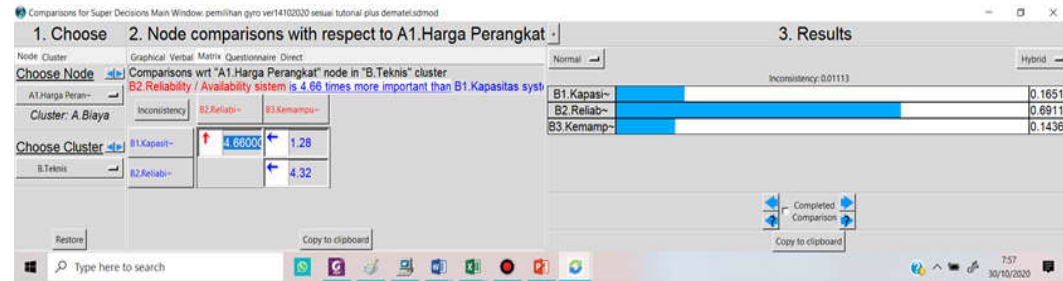 Comparisons for Super Decisions Main Window: pemilihan gyro ver14102020 sesuai tutorial plus dematel.sdmod
1. Choose
2. Node comparisons with respect to A1.Harga Perangkat
3. Results
Node Cluster
Graphical Verbal Matrix Questionnaire Direct
Normal
Hybrid
Choose Node
Comparisons wrt "A1.Harga Perangkat" node in "B.Teknis" cluster
B2.Reliability / Availability sistem is 4.66 times more important than B1.Kapasitas syst
Inconsistency: 0.01113
A1.Harga Peran~
Cluster: A.Biaya
Inconsistency
B2.Reliabi~
B3.Kemampu~
B1.Kapasi~
0.1651
B2.Reliab~
0.6911
B3.Kemamp~
0.1436
Choose Cluster
B1.Kapasit~
4.66000
1.28
B.Teknis
B2.Reliabi~
4.32
Completed
Comparison
Restore
Copy to clipboard
Copy to clipboard
Type here to search
7:57
30/10/2020